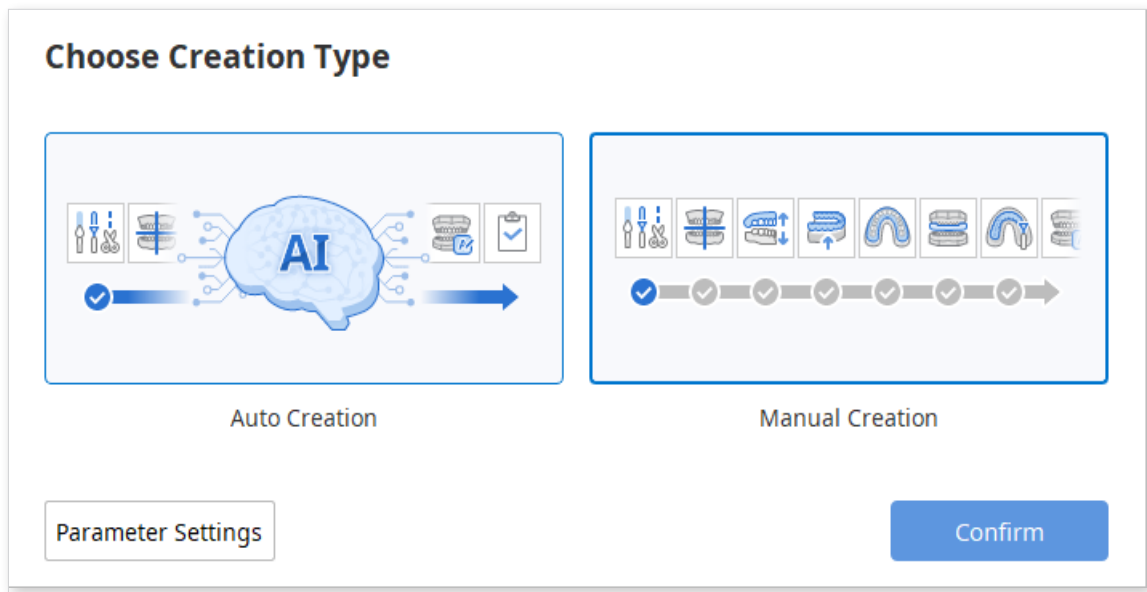 Choose Creation Type
AI
Auto Creation
Manual Creation
Parameter Settings
Confirm